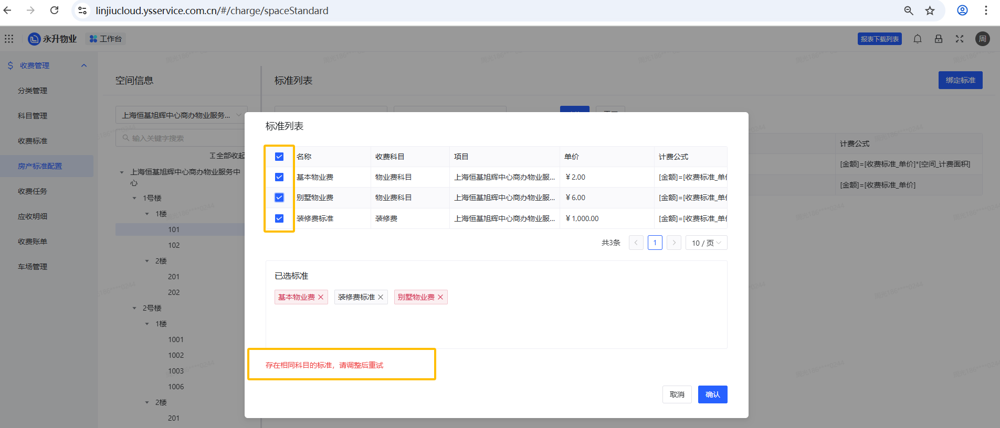 linjiucloud.ysservice.com.cn/#/charge/spaceStandard
永升物业
工作台
报表下载列表
周
收费管理
分类管理
科目管理
收费标准
房产标准配置
收费任务
应收明细
收费账单
车场管理
空间信息
上海恒基旭辉中心商办物业服务...
输入关键字搜索
全部收起
上海恒基旭辉中心商办物业服务中
心
1号楼
1楼
101
102
2楼
201
202
2号楼
1楼
1001
1002
1003
1006
2楼
201
标准列表
绑定标准
计费公式
[金额]=[收费标准_单价]*[空间_计费面积]
[金额]=[收费标准_单价]
标准列表
名称 收费科目 项目 单价 计费公式
基本物业费 物业费科目 上海恒基旭辉中心商办物业服... ¥2.00 [金额]=[收费标准_单价
别墅物业费 物业费科目 上海恒基旭辉中心商办物业服... ¥6.00 [金额]=[收费标准_单价
装修费标准 装修费 上海恒基旭辉中心商办物业服... ¥1,000.00 [金额]=[收费标准_单价
共3条 1 10 / 页
已选标准
基本物业费 装修费标准 别墅物业费
存在相同科目的标准，请调整后重试
取消 确认